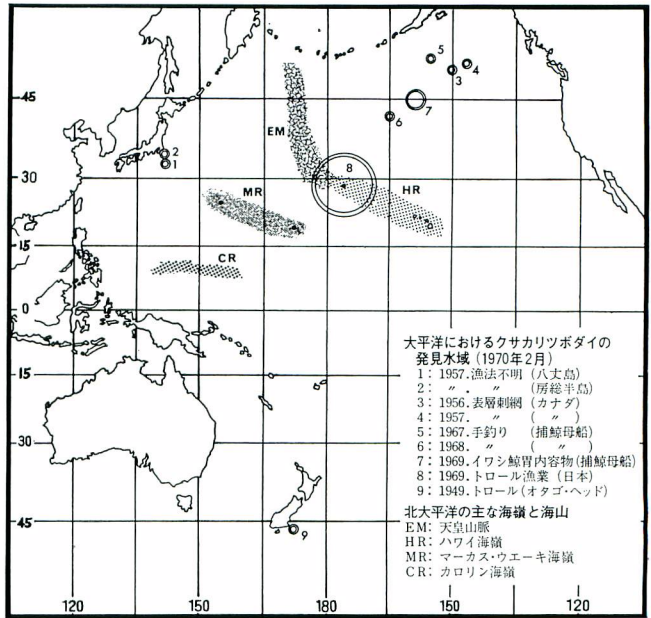 45
30
15
0
15
30
45
120
150
180
150
120
EM
MR
HR
CR
1
2
3
4
5
6
7
8
9
大平洋におけるクサカリツボダイの
発見水域(1970年2月)
1:1957.漁法不明(八丈島)
2: 〃 . 〃 (房総半島)
3:1956.表層刺網(カナダ)
4:1957. 〃 ( 〃 )
5:1967.手釣り (捕鯨母船)
6:1968. 〃 ( 〃 )
7:1969.イワシ鯨胃内容物(捕鯨母船)
8:1969.トロール漁業(日本)
9:1949.トロール(オタゴ・ヘッド)
北大平洋の主な海嶺と海山
EM:天皇山脈
HR:ハワイ海嶺
MR:マーカス・ウエーキ海嶺
CR:カロリン海嶺